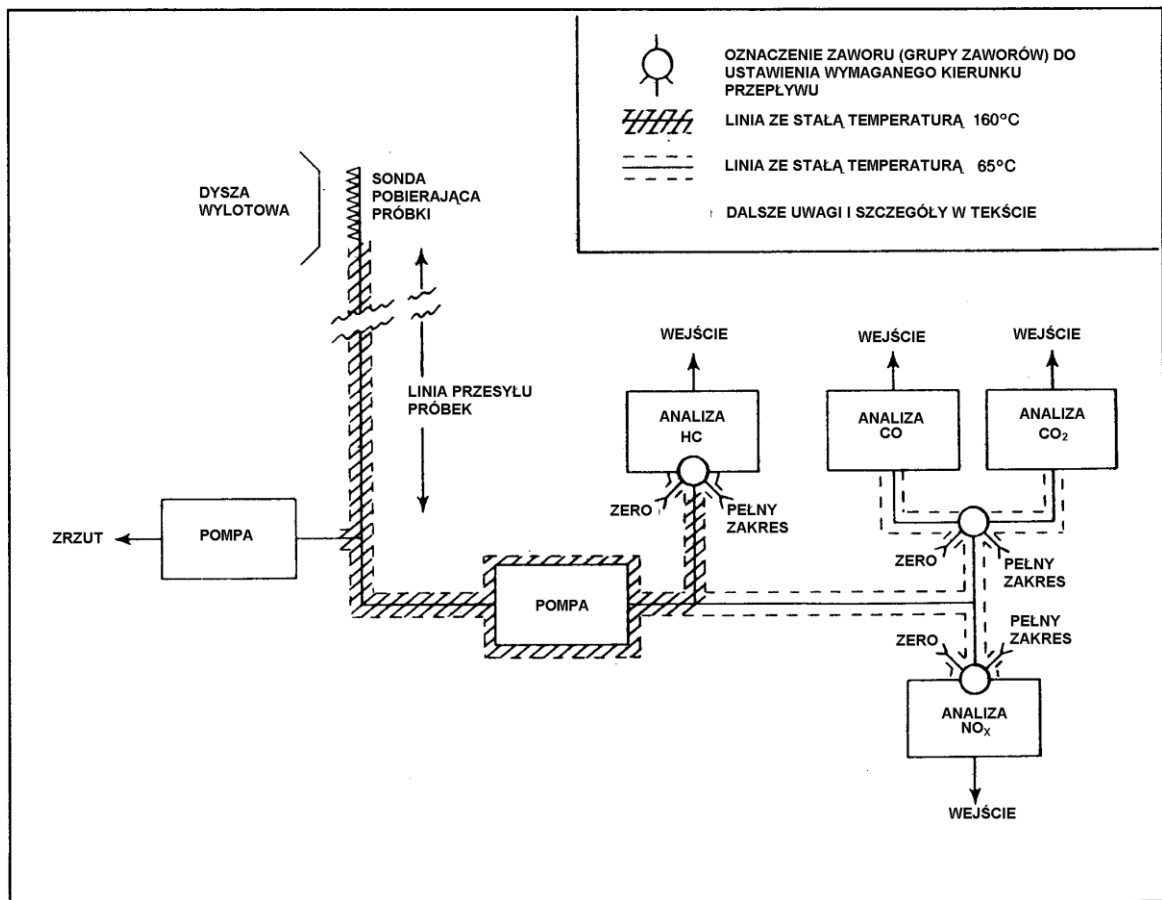 OZNACZENIE ZAWORU (GRUPY ZAWORÓW) DO
USTAWIENIA WYMAGANEGO KIERUNKU
PRZEPŁYWU
LINIA ZE STAŁĄ TEMPERATURĄ 160°C
LINIA ZE STAŁĄ TEMPERATURĄ 65°C
DALSZE UWAGI I SZCZEGÓŁY W TEKŚCIE
DYSZA
WYLOTOWA
SONDA
POBIERAJĄCA
PRÓBKI
LINIA PRZESYŁU
PRÓBEK
WEJŚCIE
WEJŚCIE
WEJŚCIE
ANALIZA
HC
ANALIZA
CO
ANALIZA
CO₂
ZERO
PEŁNY
ZAKRES
ZERO
PEŁNY
ZAKRES
ZRZUT
POMPA
POMPA
ZERO
PEŁNY
ZAKRES
ANALIZA
NOₓ
WEJŚCIE